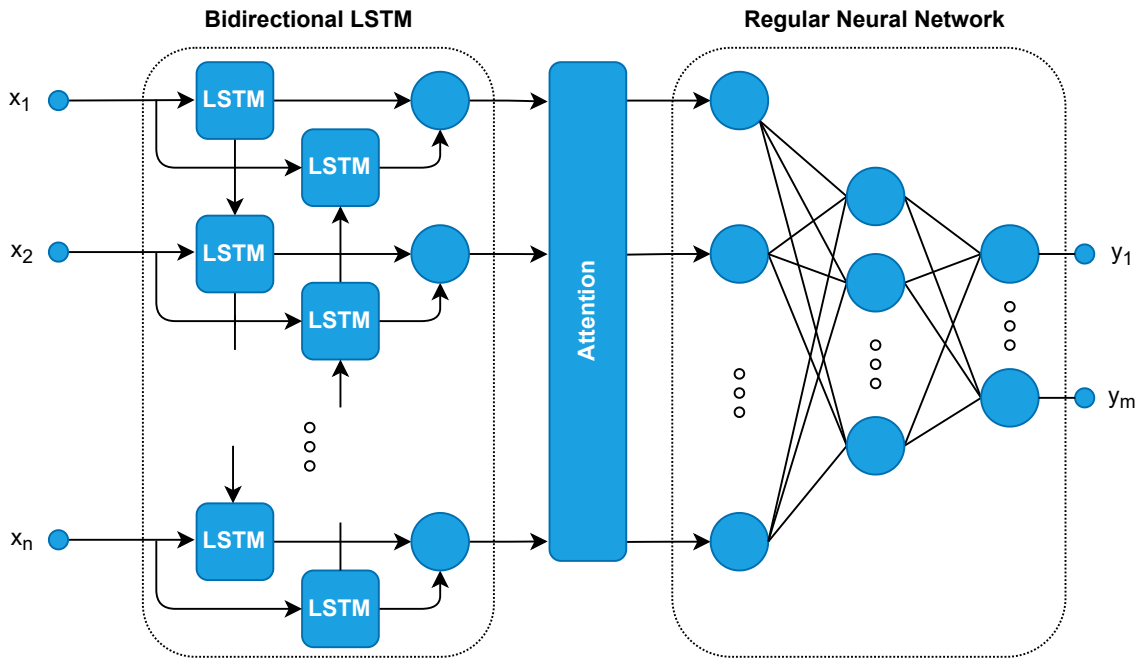 Bidirectional LSTM
Regular Neural Network
x1
LSTM
LSTM
x2
LSTM
LSTM
Attention
y1
ym
xn
LSTM
LSTM